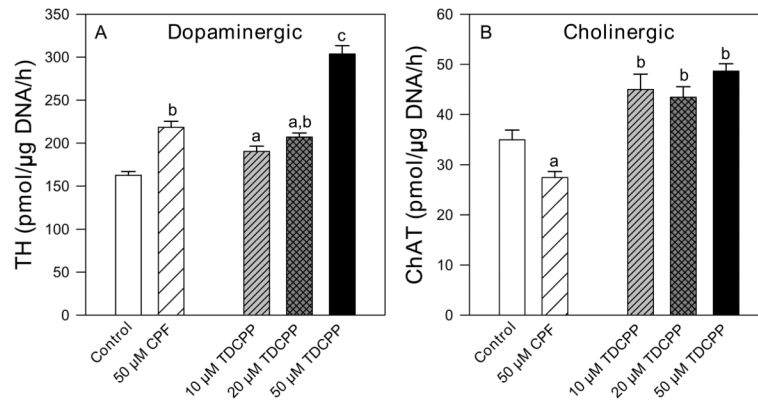 A Dopaminergic
TH (pmol/µg DNA/h)
350
300
250
200
150
100
50
0
b
a
a,b
c
Control
50 µM CPF
10 µM TDCPP
20 µM TDCPP
50 µM TDCPP
B Cholinergic
ChAT (pmol/µg DNA/h)
60
50
40
30
20
10
0
a
b
b
b
Control
50 µM CPF
10 µM TDCPP
20 µM TDCPP
50 µM TDCPP